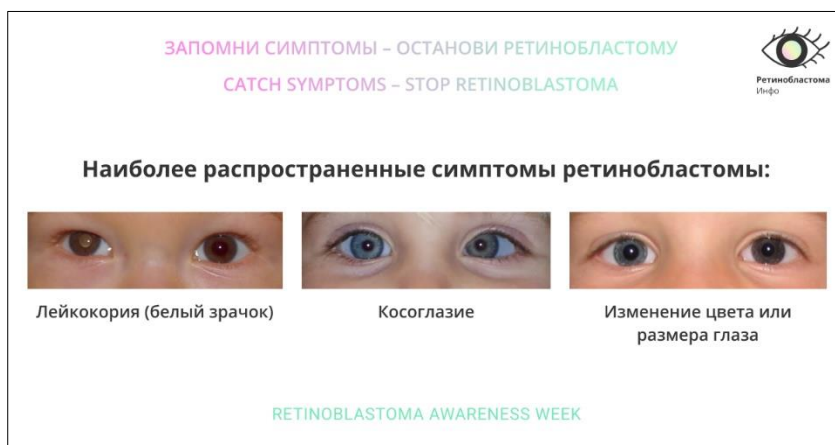 ЗАПОМНИ СИМПТОМЫ – ОСТАНОВИ РЕТИНОБЛАСТОМУ
CATCH SYMPTOMS – STOP RETINOBLASTOMA
Ретинобластома
Инфо
Наиболее распространенные симптомы ретинобластомы:
Лейкокория (белый зрачок)
Косоглазие
Изменение цвета или
размера глаза
RETINOBLASTOMA AWARENESS WEEK